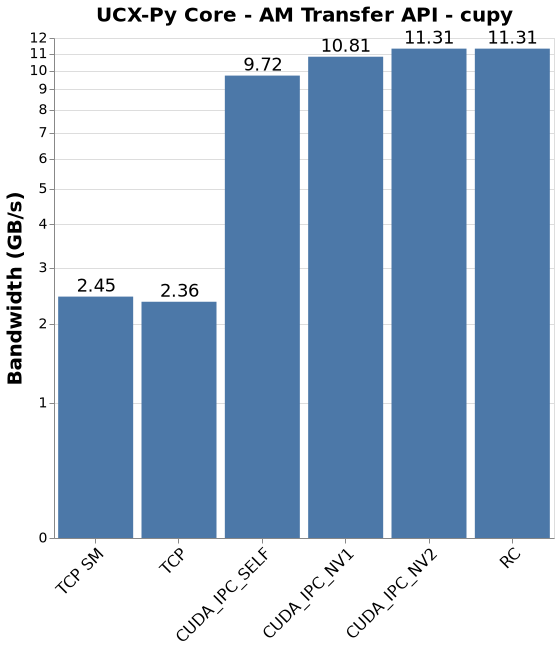 UCX-Py Core - AM Transfer API - cupy
Bandwidth (GB/s)
12
11
10
9
8
7
6
5
4
3
2
1
0
2.45
2.36
9.72
10.81
11.31
11.31
TCP SM
TCP
CUDA_IPC_SELF
CUDA_IPC_NV1
CUDA_IPC_NV2
RC